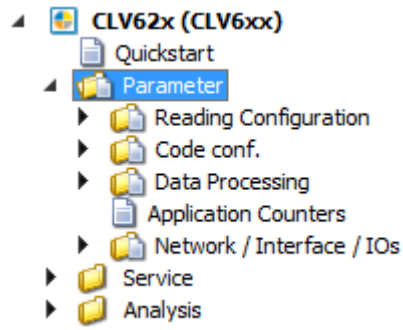 CLV62x (CLV6xx)
Quickstart
Parameter
Reading Configuration
Code conf.
Data Processing
Application Counters
Network / Interface / IOs
Service
Analysis